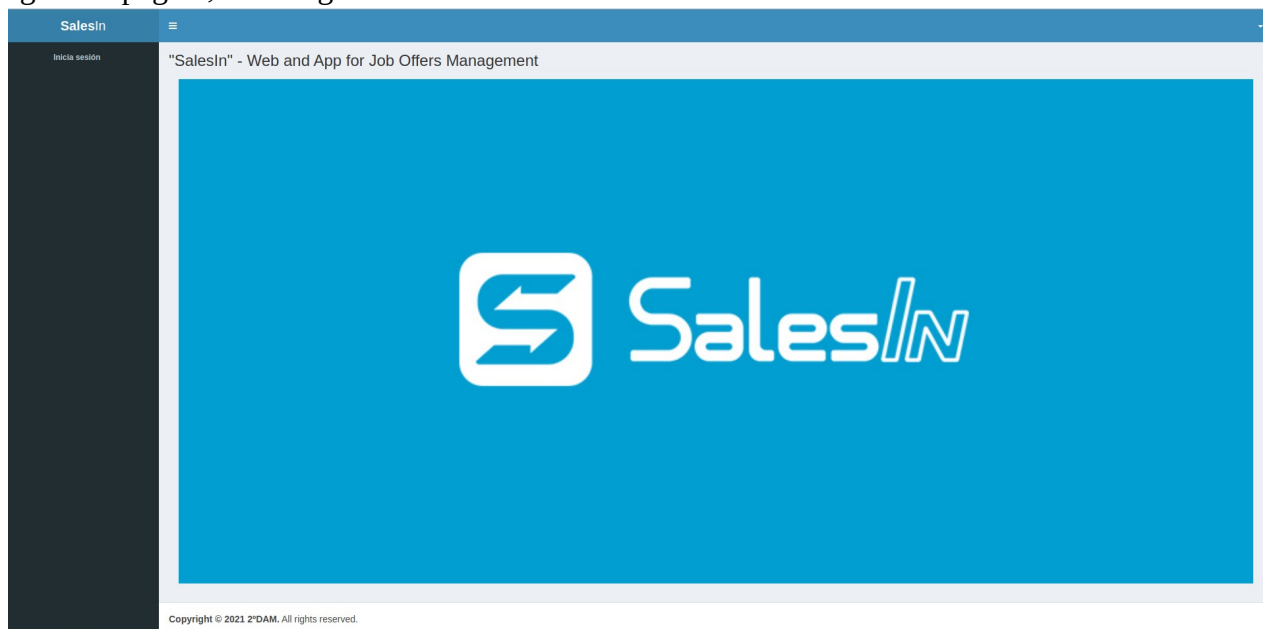 SalesIn
Inicia sesión
"SalesIn" - Web and App for Job Offers Management
S SalesIn
Copyright © 2021 2ºDAM. All rights reserved.